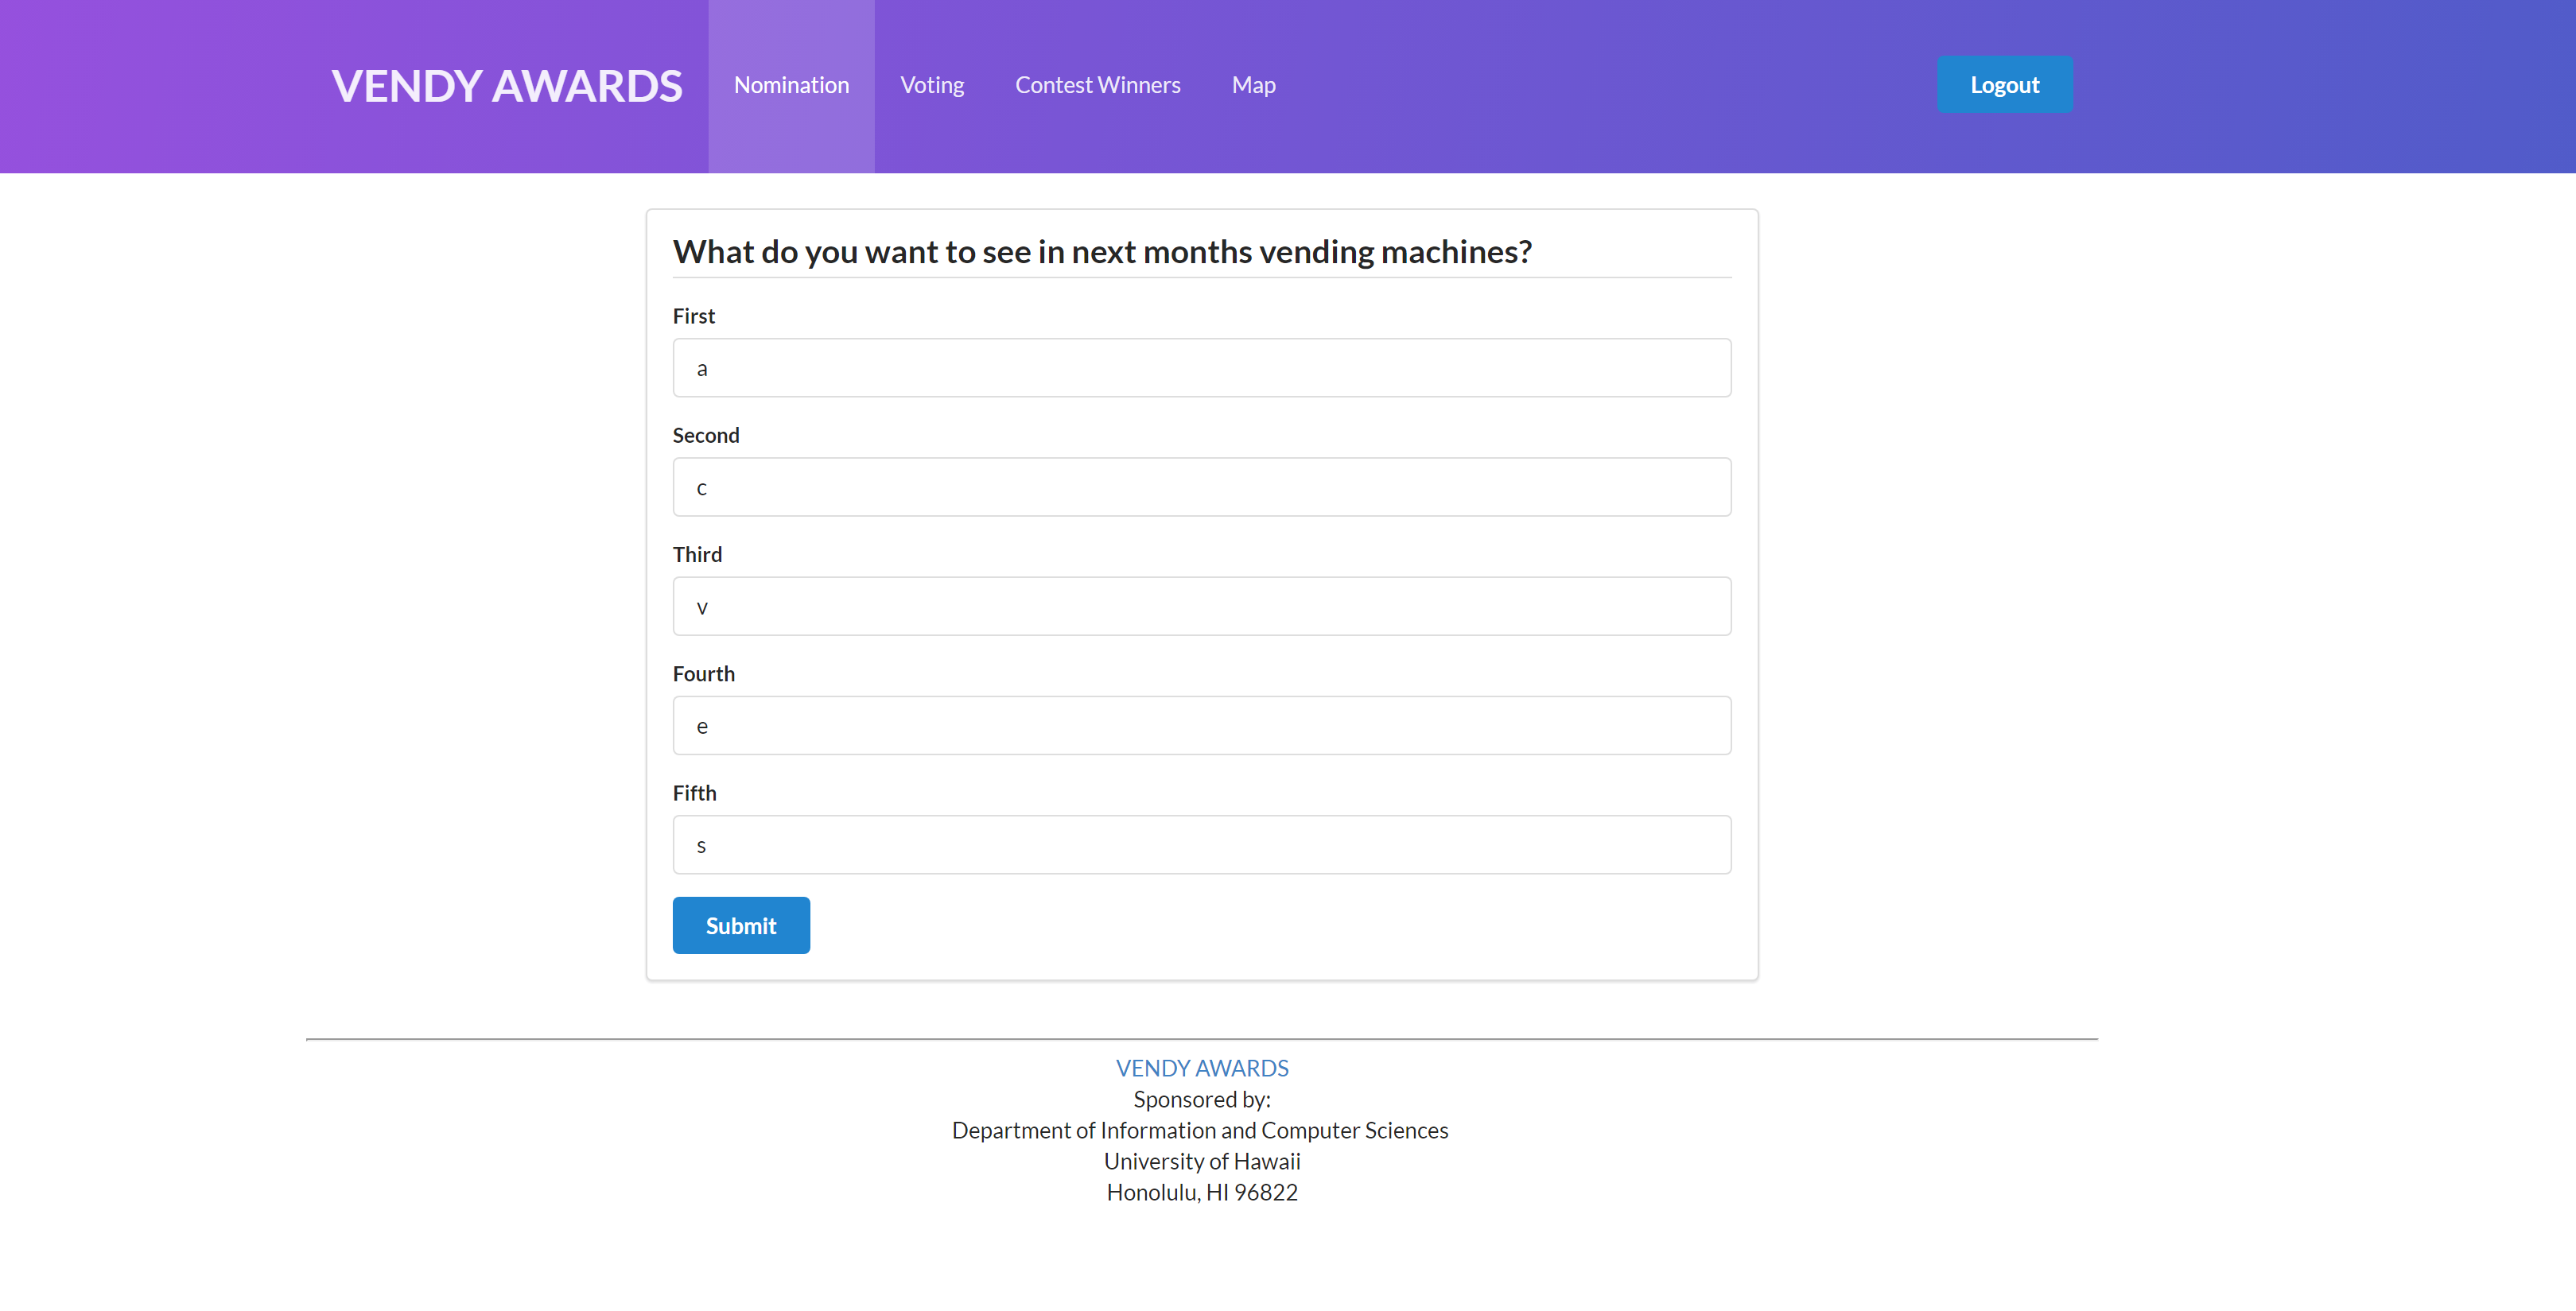 VENDY AWARDS Nomination Voting Contest Winners Map Logout
What do you want to see in next months vending machines?
First
a
Second
c
Third
v
Fourth
e
Fifth
s
Submit
VENDY AWARDS
Sponsored by:
Department of Information and Computer Sciences
University of Hawaii
Honolulu, HI 96822